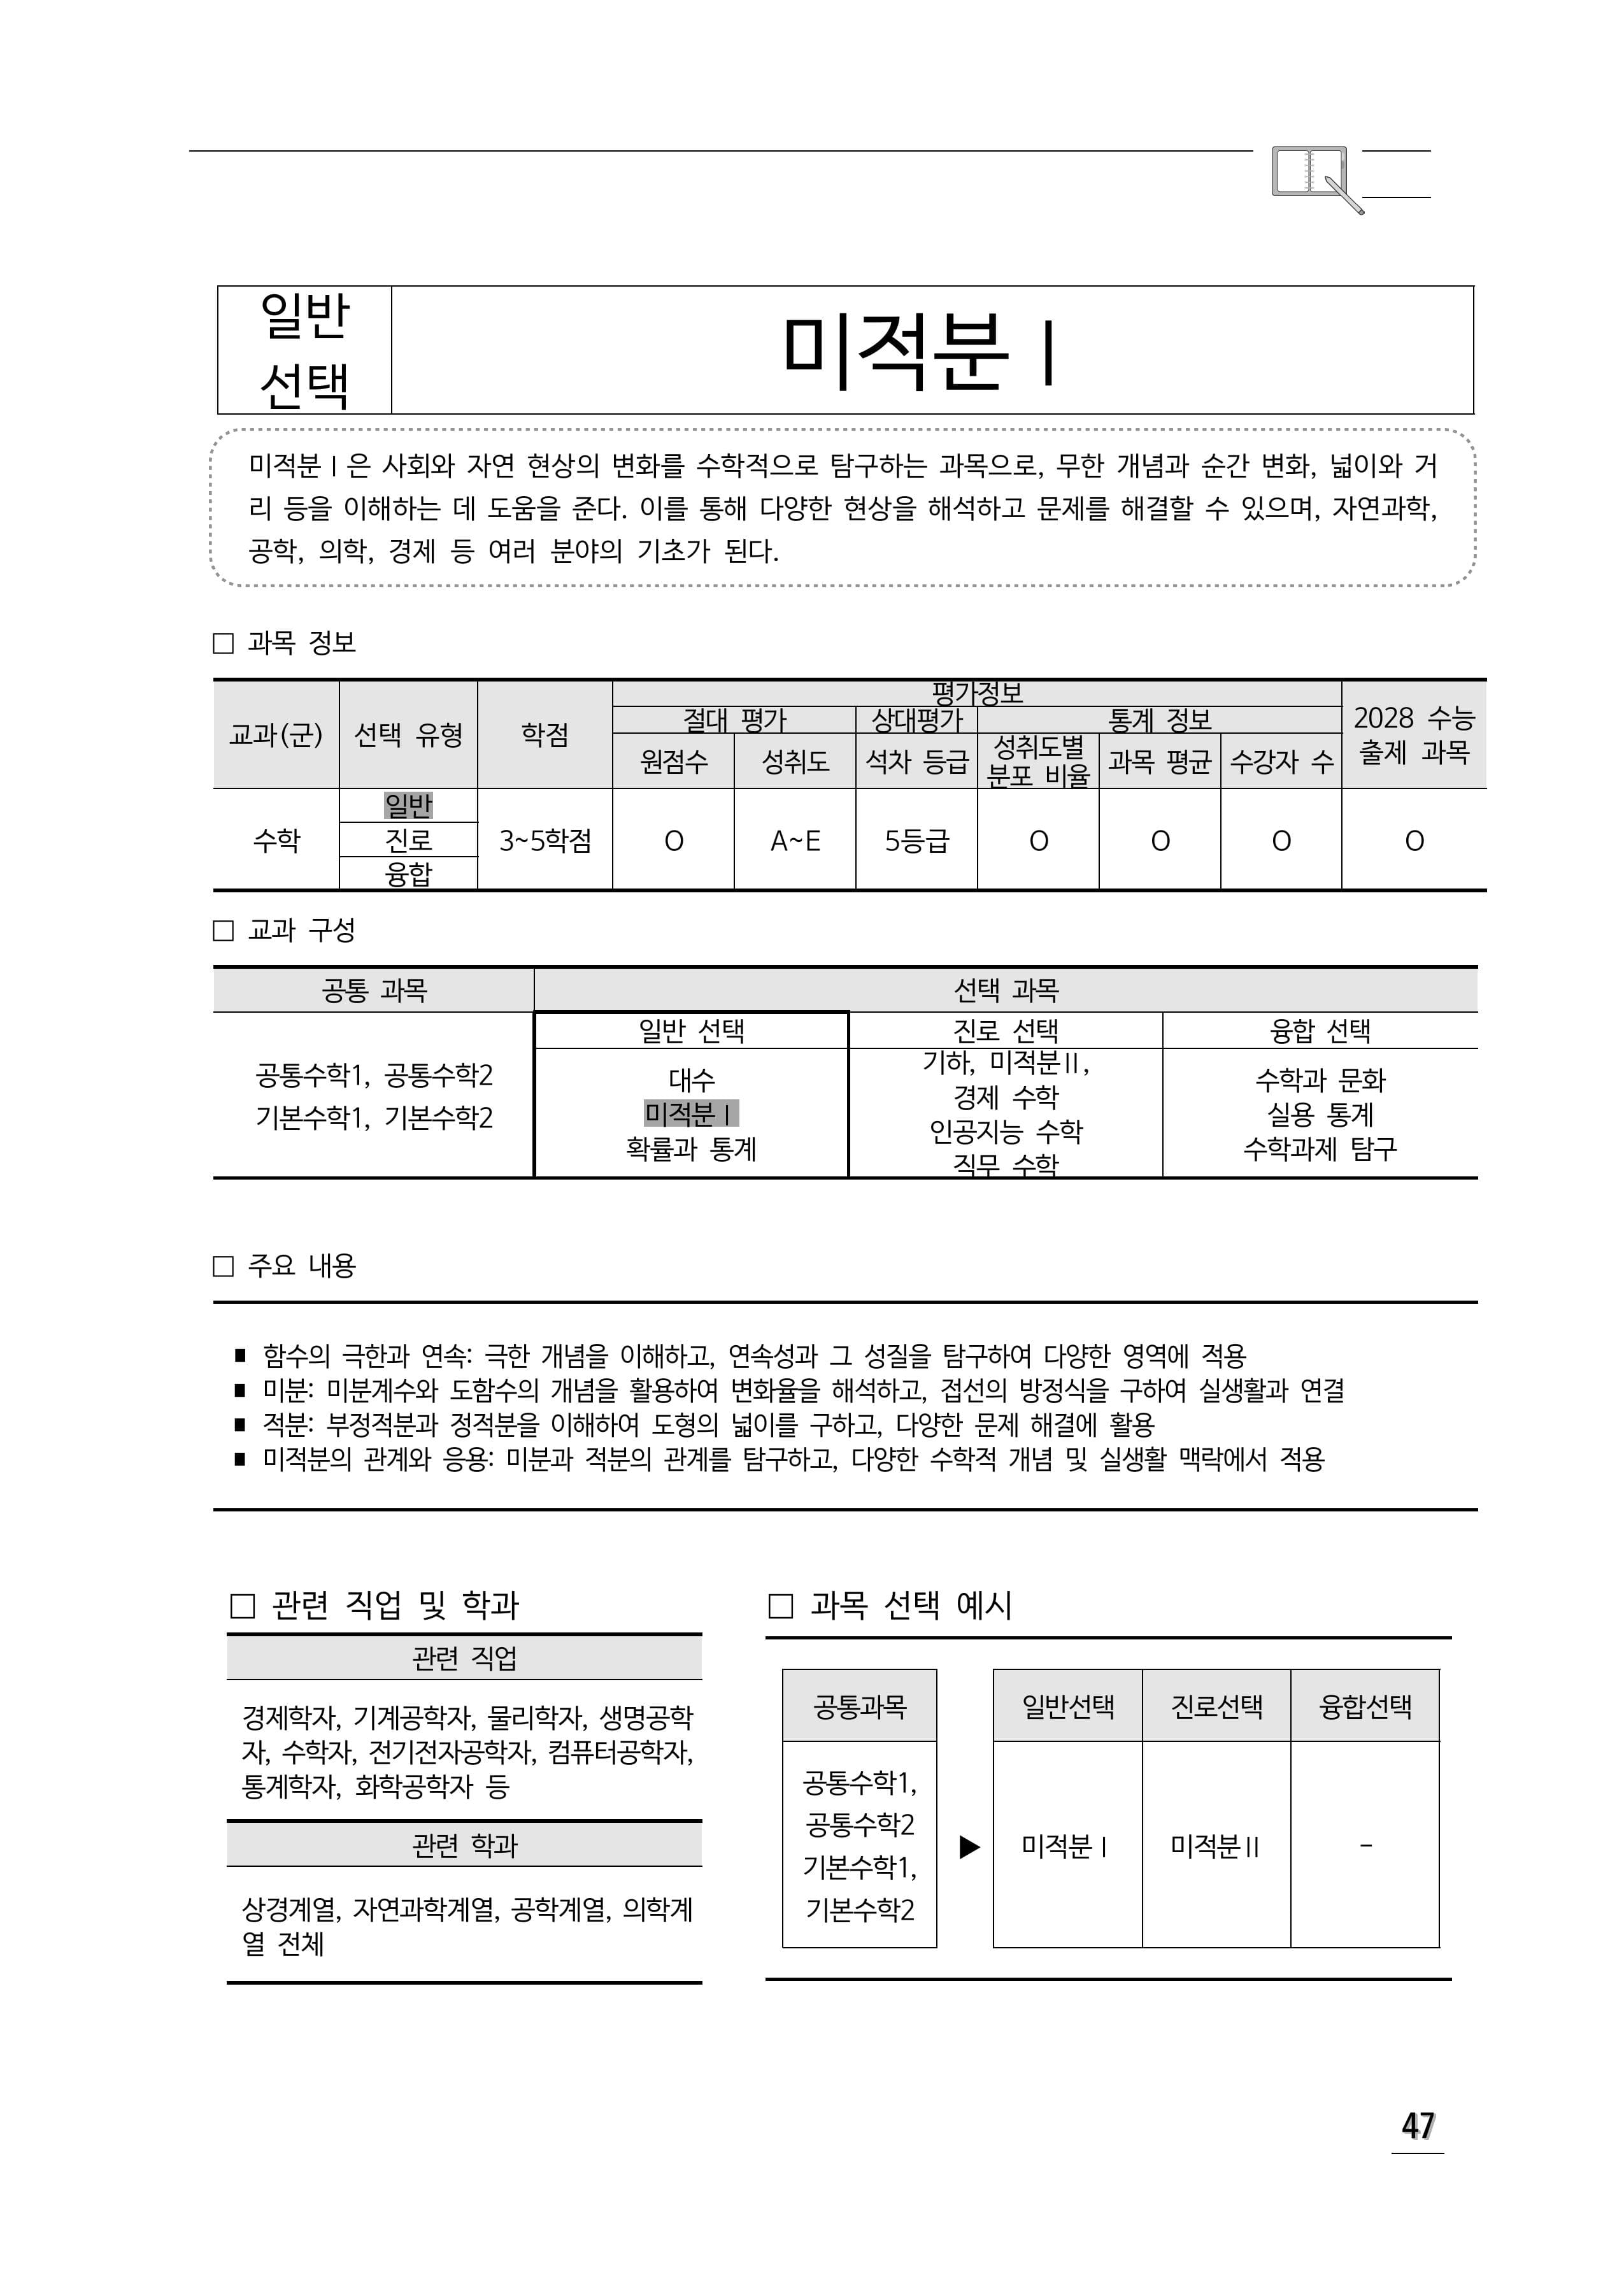 일반
선택
미적분Ⅰ
미적분Ⅰ은 사회와 자연 현상의 변화를 수학적으로 탐구하는 과목으로, 무한 개념과 순간 변화, 넓이와 거
리 등을 이해하는 데 도움을 준다. 이를 통해 다양한 현상을 해석하고 문제를 해결할 수 있으며, 자연과학,
공학, 의학, 경제 등 여러 분야의 기초가 된다.
□ 과목 정보
교과(군) 선택 유형 학점 평가정보 2028 수능
출제 과목
절대 평가 상대평가 통계 정보
원점수 성취도 석차 등급 성취도별
분포 비율 과목 평균 수강자 수
수학 일반 3~5학점 O A~E 5등급 O O O O
진로
융합
□ 교과 구성
공통 과목 선택 과목
일반 선택 진로 선택 융합 선택
공통수학1, 공통수학2
기본수학1, 기본수학2
대수
미적분Ⅰ
확률과 통계
기하, 미적분Ⅱ,
경제 수학
인공지능 수학
직무 수학
수학과 문화
실용 통계
수학과제 탐구
□ 주요 내용
■ 함수의 극한과 연속: 극한 개념을 이해하고, 연속성과 그 성질을 탐구하여 다양한 영역에 적용
■ 미분: 미분계수와 도함수의 개념을 활용하여 변화율을 해석하고, 접선의 방정식을 구하여 실생활과 연결
■ 적분: 부정적분과 정적분을 이해하여 도형의 넓이를 구하고, 다양한 문제 해결에 활용
■ 미적분의 관계와 응용: 미분과 적분의 관계를 탐구하고, 다양한 수학적 개념 및 실생활 맥락에서 적용
□ 관련 직업 및 학과
관련 직업
경제학자, 기계공학자, 물리학자, 생명공학
자, 수학자, 전기전자공학자, 컴퓨터공학자,
통계학자, 화학공학자 등
관련 학과
상경계열, 자연과학계열, 공학계열, 의학계
열 전체
□ 과목 선택 예시
공통과목 일반선택 진로선택 융합선택
공통수학1,
공통수학2
기본수학1,
기본수학2
▶ 미적분Ⅰ 미적분Ⅱ -
47